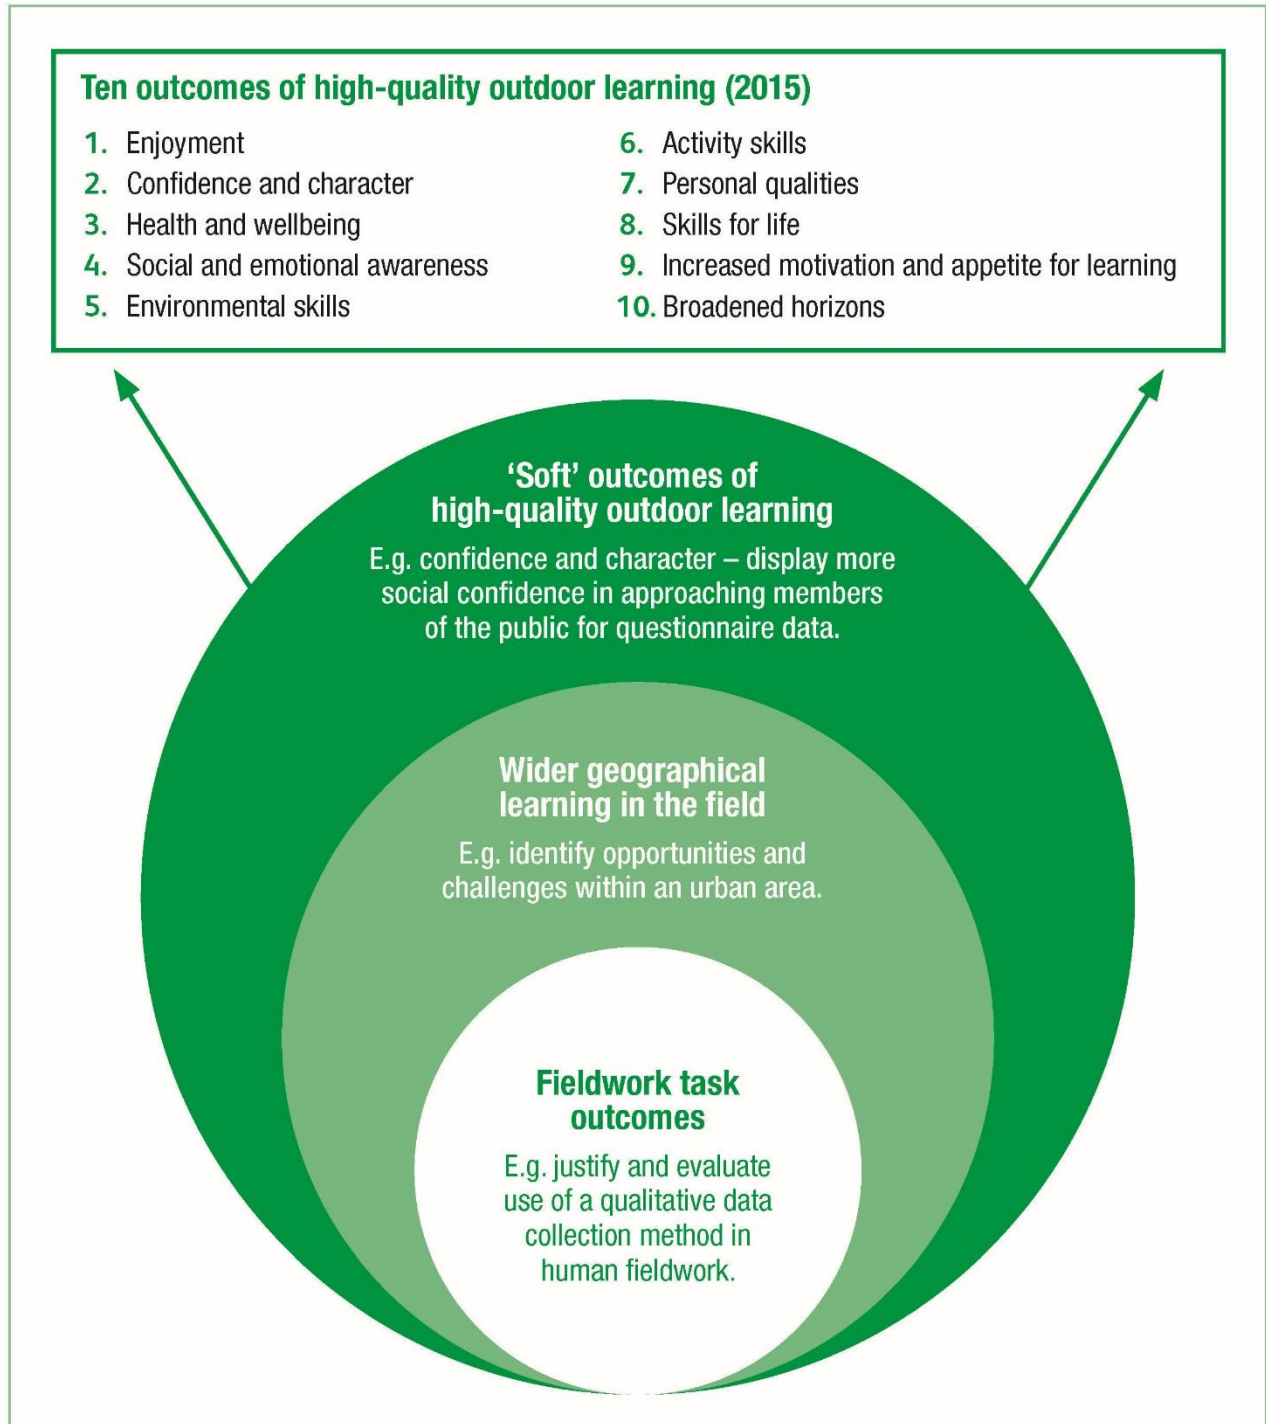 Ten outcomes of high-quality outdoor learning (2015)
1. Enjoyment
2. Confidence and character
3. Health and wellbeing
4. Social and emotional awareness
5. Environmental skills
6. Activity skills
7. Personal qualities
8. Skills for life
9. Increased motivation and appetite for learning
10. Broadened horizons
‘Soft’ outcomes of
high-quality outdoor learning
E.g. confidence and character – display more
social confidence in approaching members
of the public for questionnaire data.
Wider geographical
learning in the field
E.g. identify opportunities and
challenges within an urban area.
Fieldwork task
outcomes
E.g. justify and evaluate
use of a qualitative data
collection method in
human fieldwork.